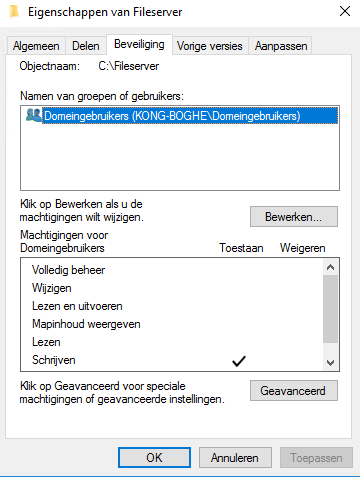 Eigenschappen van Fileserver
Algemeen Delen Beveiliging Vorige versies Aanpassen
Objectnaam: C:\Fileserver
Namen van groepen of gebruikers:
Domeingebruikers (KONG-BOGHE\Domeingebruikers)
Klik op Bewerken als u de
machtigingen wilt wijzigen.
Bewerken...
Machtigingen voor
Domeingebruikers Toestaan Weigeren
Volledig beheer
Wijzigen
Lezen en uitvoeren
Mapinhoud weergeven
Lezen
Schrijven
Klik op Geavanceerd voor speciale
machtigingen of geavanceerde instellingen.
Geavanceerd
OK Annuleren Toepassen